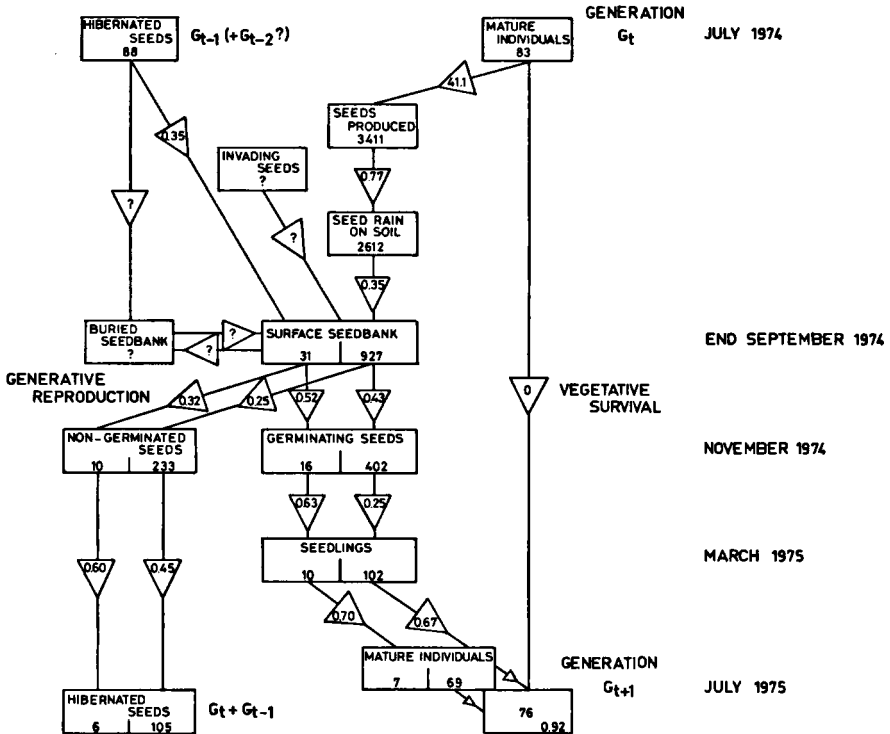 GENERATION
HIBERNATED
SEEDS
88
Gt-1 (+Gt-2?)
MATURE
INDIVIDUALS
83
Gt
JULY 1974
41.1
SEEDS
PRODUCED
3411
0.35
INVADING
SEEDS
?
0.77
?
SEED RAIN
ON SOIL
2612
?
0.35
BURIED
SEEDBANK
?
?
?
SURFACE SEEDBANK
31 927
END SEPTEMBER 1974
GENERATIVE
REPRODUCTION
0.32
0.25
0.52
0.43
0
VEGETATIVE
SURVIVAL
NON-GERMINATED
SEEDS
10 233
GERMINATING SEEDS
16 402
NOVEMBER 1974
0.63
0.25
SEEDLINGS
10 102
MARCH 1975
0.60
0.45
0.70
0.67
MATURE INDIVIDUALS
7 69
GENERATION
Gt+1
JULY 1975
HIBERNATED
SEEDS
6 105
Gt + Gt-1
76
0.92